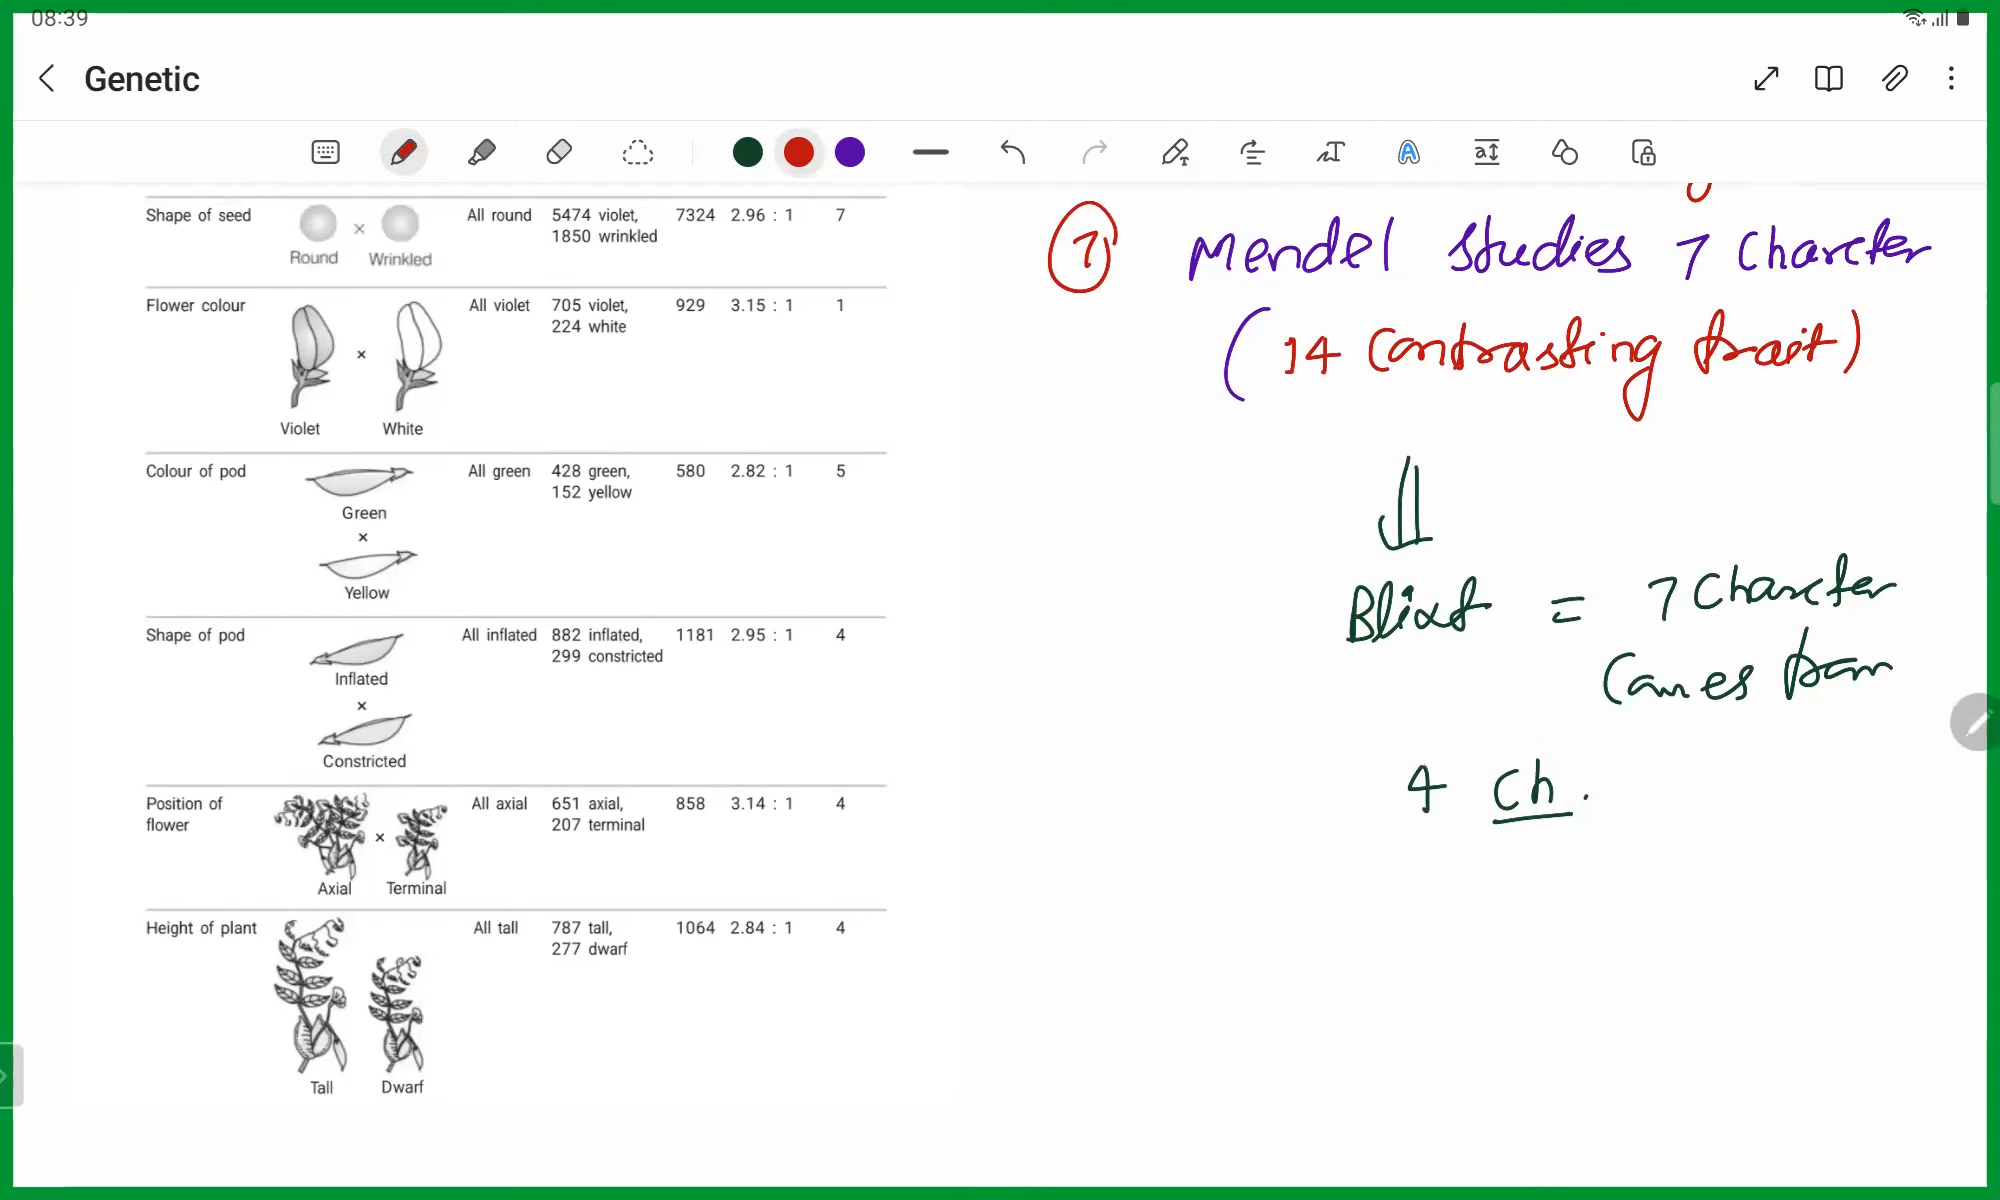 08:39
Genetic
Shape of seed All round 5474 violet, 7324 2.96 : 1 7
1850 wrinkled
× 
Round Wrinkled
Flower colour All violet 705 violet, 929 3.15 : 1 1
224 white
×
Violet White
Colour of pod All green 428 green, 580 2.82 : 1 5
152 yellow
Green
×
Yellow
Shape of pod All inflated 882 inflated, 1181 2.95 : 1 4
299 constricted
Inflated
×
Constricted
Position of All axial 651 axial, 858 3.14 : 1 4
flower 207 terminal
×
Axial Terminal
Height of plant All tall 787 tall, 1064 2.84 : 1 4
277 dwarf
Tall Dwarf
7 Mendel studies 7 Charcter
(14 Contrasting trait)
Blixt = 7 Charcter
Comes from
4 Ch.